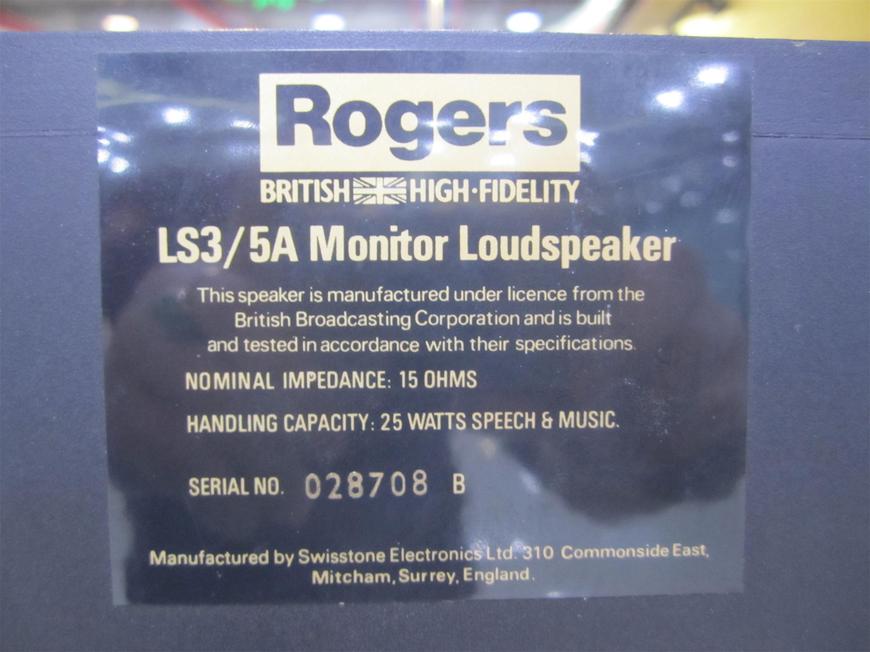 Rogers
BRITISH HIGH·FIDELITY
LS3/5A Monitor Loudspeaker
This speaker is manufactured under licence from the
British Broadcasting Corporation and is built
and tested in accordance with their specifications.
NOMINAL IMPEDANCE: 15 OHMS
HANDLING CAPACITY: 25 WATTS SPEECH & MUSIC.
SERIAL NO. 028708 B
Manufactured by Swisstone Electronics Ltd. 310 Commonside East,
Mitcham, Surrey, England.